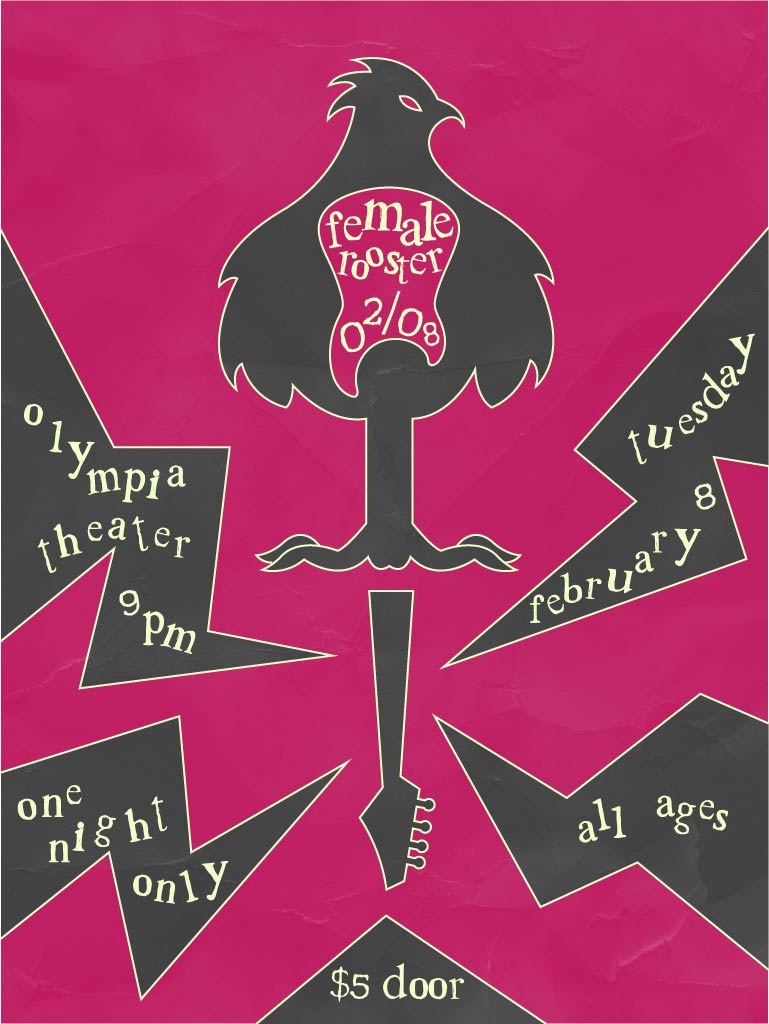 female
rooster
02/08
olympia
theater
9pm
tuesday
february 8
one
night
only
all ages
$5 door